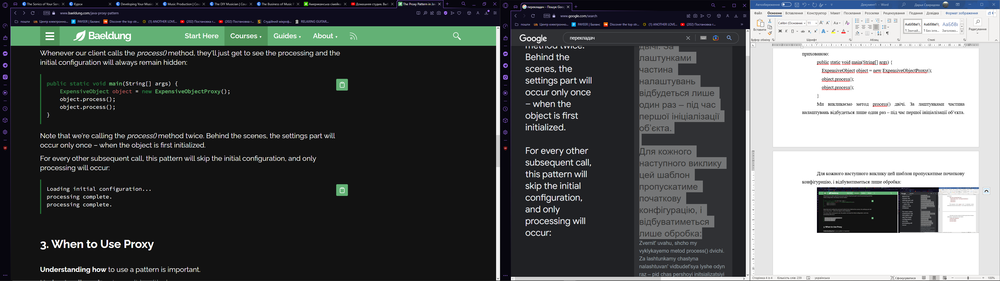 The Sonics of Your Song
Курси
Developing Your Music
Music Production | Cou
The DIY Musician | Cour
The Business of Music P
Американська сімейка
Домашняя студия. Выб
The Proxy Pattern in Jav
VPN www.baeldung.com/java-proxy-pattern
пошти
Центр електронно...
PAYEER | Баланс
Discover the top str...
(1) ANOTHER LOVE...
(202) Постановка г...
(202) Постановка г...
Студійний мікроф...
RELAXING GUITAR...
Baeldung
Start Here
Courses
Guides
About
Whenever our client calls the process() method, they'll just get to see the processing and the
initial configuration will always remain hidden:
public static void main(String[] args) {
ExpensiveObject object = new ExpensiveObjectProxy();
object.process();
object.process();
}
Note that we're calling the process() method twice. Behind the scenes, the settings part will
occur only once – when the object is first initialized.
For every other subsequent call, this pattern will skip the initial configuration, and only
processing will occur:
Loading initial configuration...
processing complete.
processing complete.
3. When to Use Proxy
Understanding how to use a pattern is important.
перекладач - Пошук Goog
VPN www.google.com/search
пошти
Центр електронно...
PAYEER | Баланс
Discover the top str...
(1) ANOTHER LOVE...
(202) Постановка г...
Google
перекладач
method twice.
Behind the
scenes, the
settings part will
occur only once
– when the
object is first
initialized.
For every other
subsequent call,
this pattern will
skip the initial
configuration,
and only
processing will
occur:
двічі. За
лаштунками
частина
налаштувань
відбудеться лише
один раз – під час
першої ініціалізації
об’єкта.
Для кожного
наступного виклику
цей шаблон
пропускатиме
початкову
конфігурацію, і
відбуватиметься
лише обробка:
Zvernit' uvahu, shcho my
vyklykayemo metod process() dvichi.
Za lashtunkamy chastyna
nalashtuvan' vidbudet'sya lyshe odyn
raz – pid chas pershoyi initsializatsiyi
Автозбереження
Документ1 - Word
Дарья Свиридова
Файл
Основне
Вставлення
Конструктор
Макет
Посилання
Розсилки
Рецензування
Подання
Довідка
Формат зображення
Вставити
Calibri (Основний
11
Ж К П ab x₂ x²
АаБбВвГг, АаБбВвГг, АаБбВвГ
¶ Звичай...
¶ Без інте...
Заголово...
Редагування
Буфер обміну
Шрифт
Абзац
Стилі
прихованою:
public static void main(String[] args) {
ExpensiveObject object = new ExpensiveObjectProxy();
object.process();
object.process();
}
Ми викликаємо метод process() двічі. За лаштунками частина
налаштувань відбудеться лише один раз – під час першої ініціалізації об’єкта.
Для кожного наступного виклику цей шаблон пропускатиме початкову
конфігурацію, і відбуватиметься лише обробка:
3. When to Use Proxy
Сторінка 4 із 4
Кількість слів: 239
українська
Сфокусуватися
100%